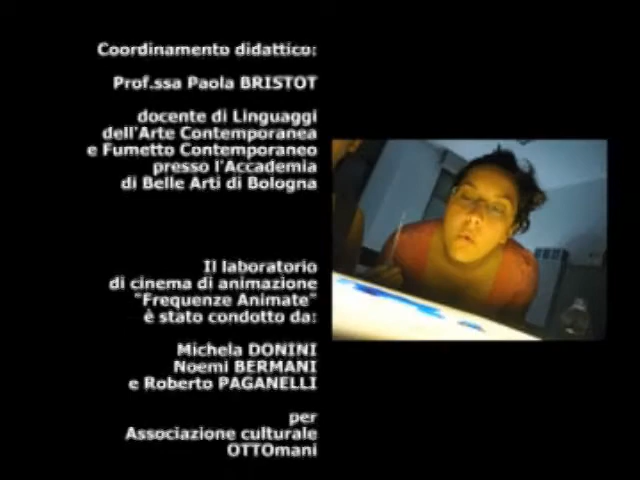 Coordinamento didattico:
Prof.ssa Paola BRISTOT
docente di Linguaggi
dell'Arte Contemporanea
e Fumetto Contemporaneo
presso l'Accademia
di Belle Arti di Bologna
Il laboratorio
di cinema di animazione
"Frequenze Animate"
è stato condotto da:
Michela DONINI
Noemi BERMANI
e Roberto PAGANELLI
per
Associazione culturale
OTTOmani